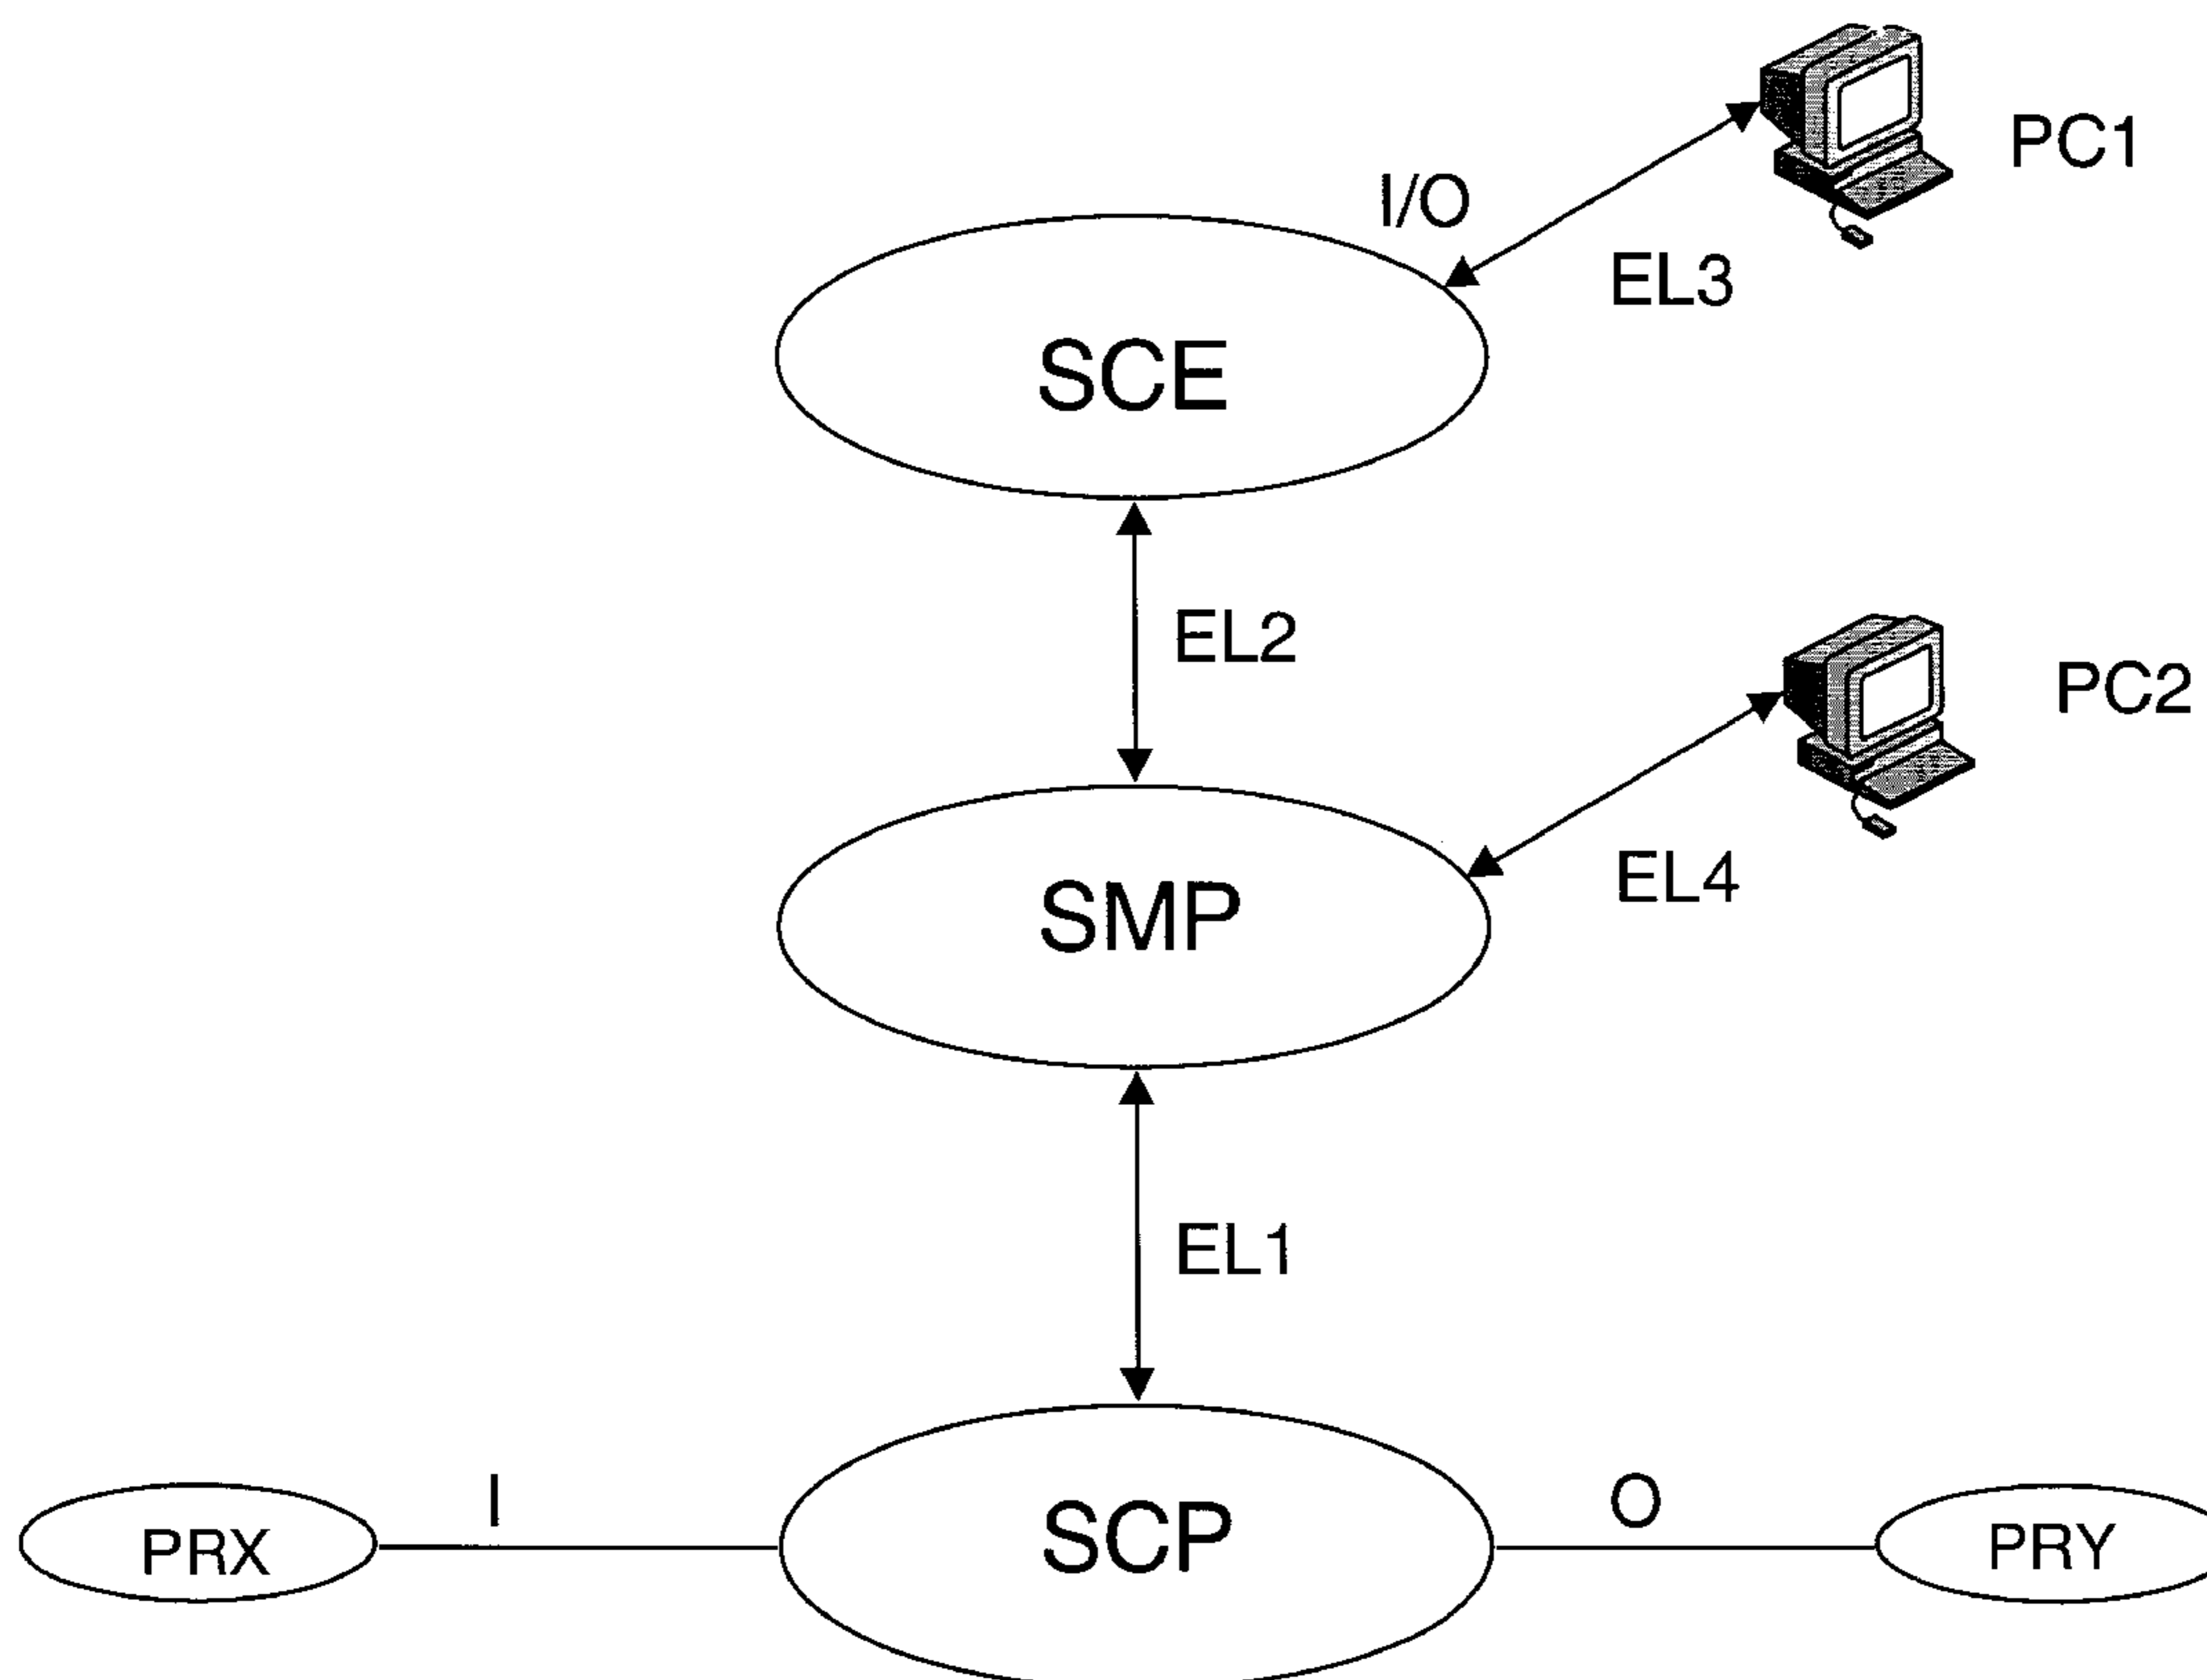 PC1
I/O
EL3
SCE
EL2
PC2
EL4
SMP
EL1
I
O
PRX
SCP
PRY